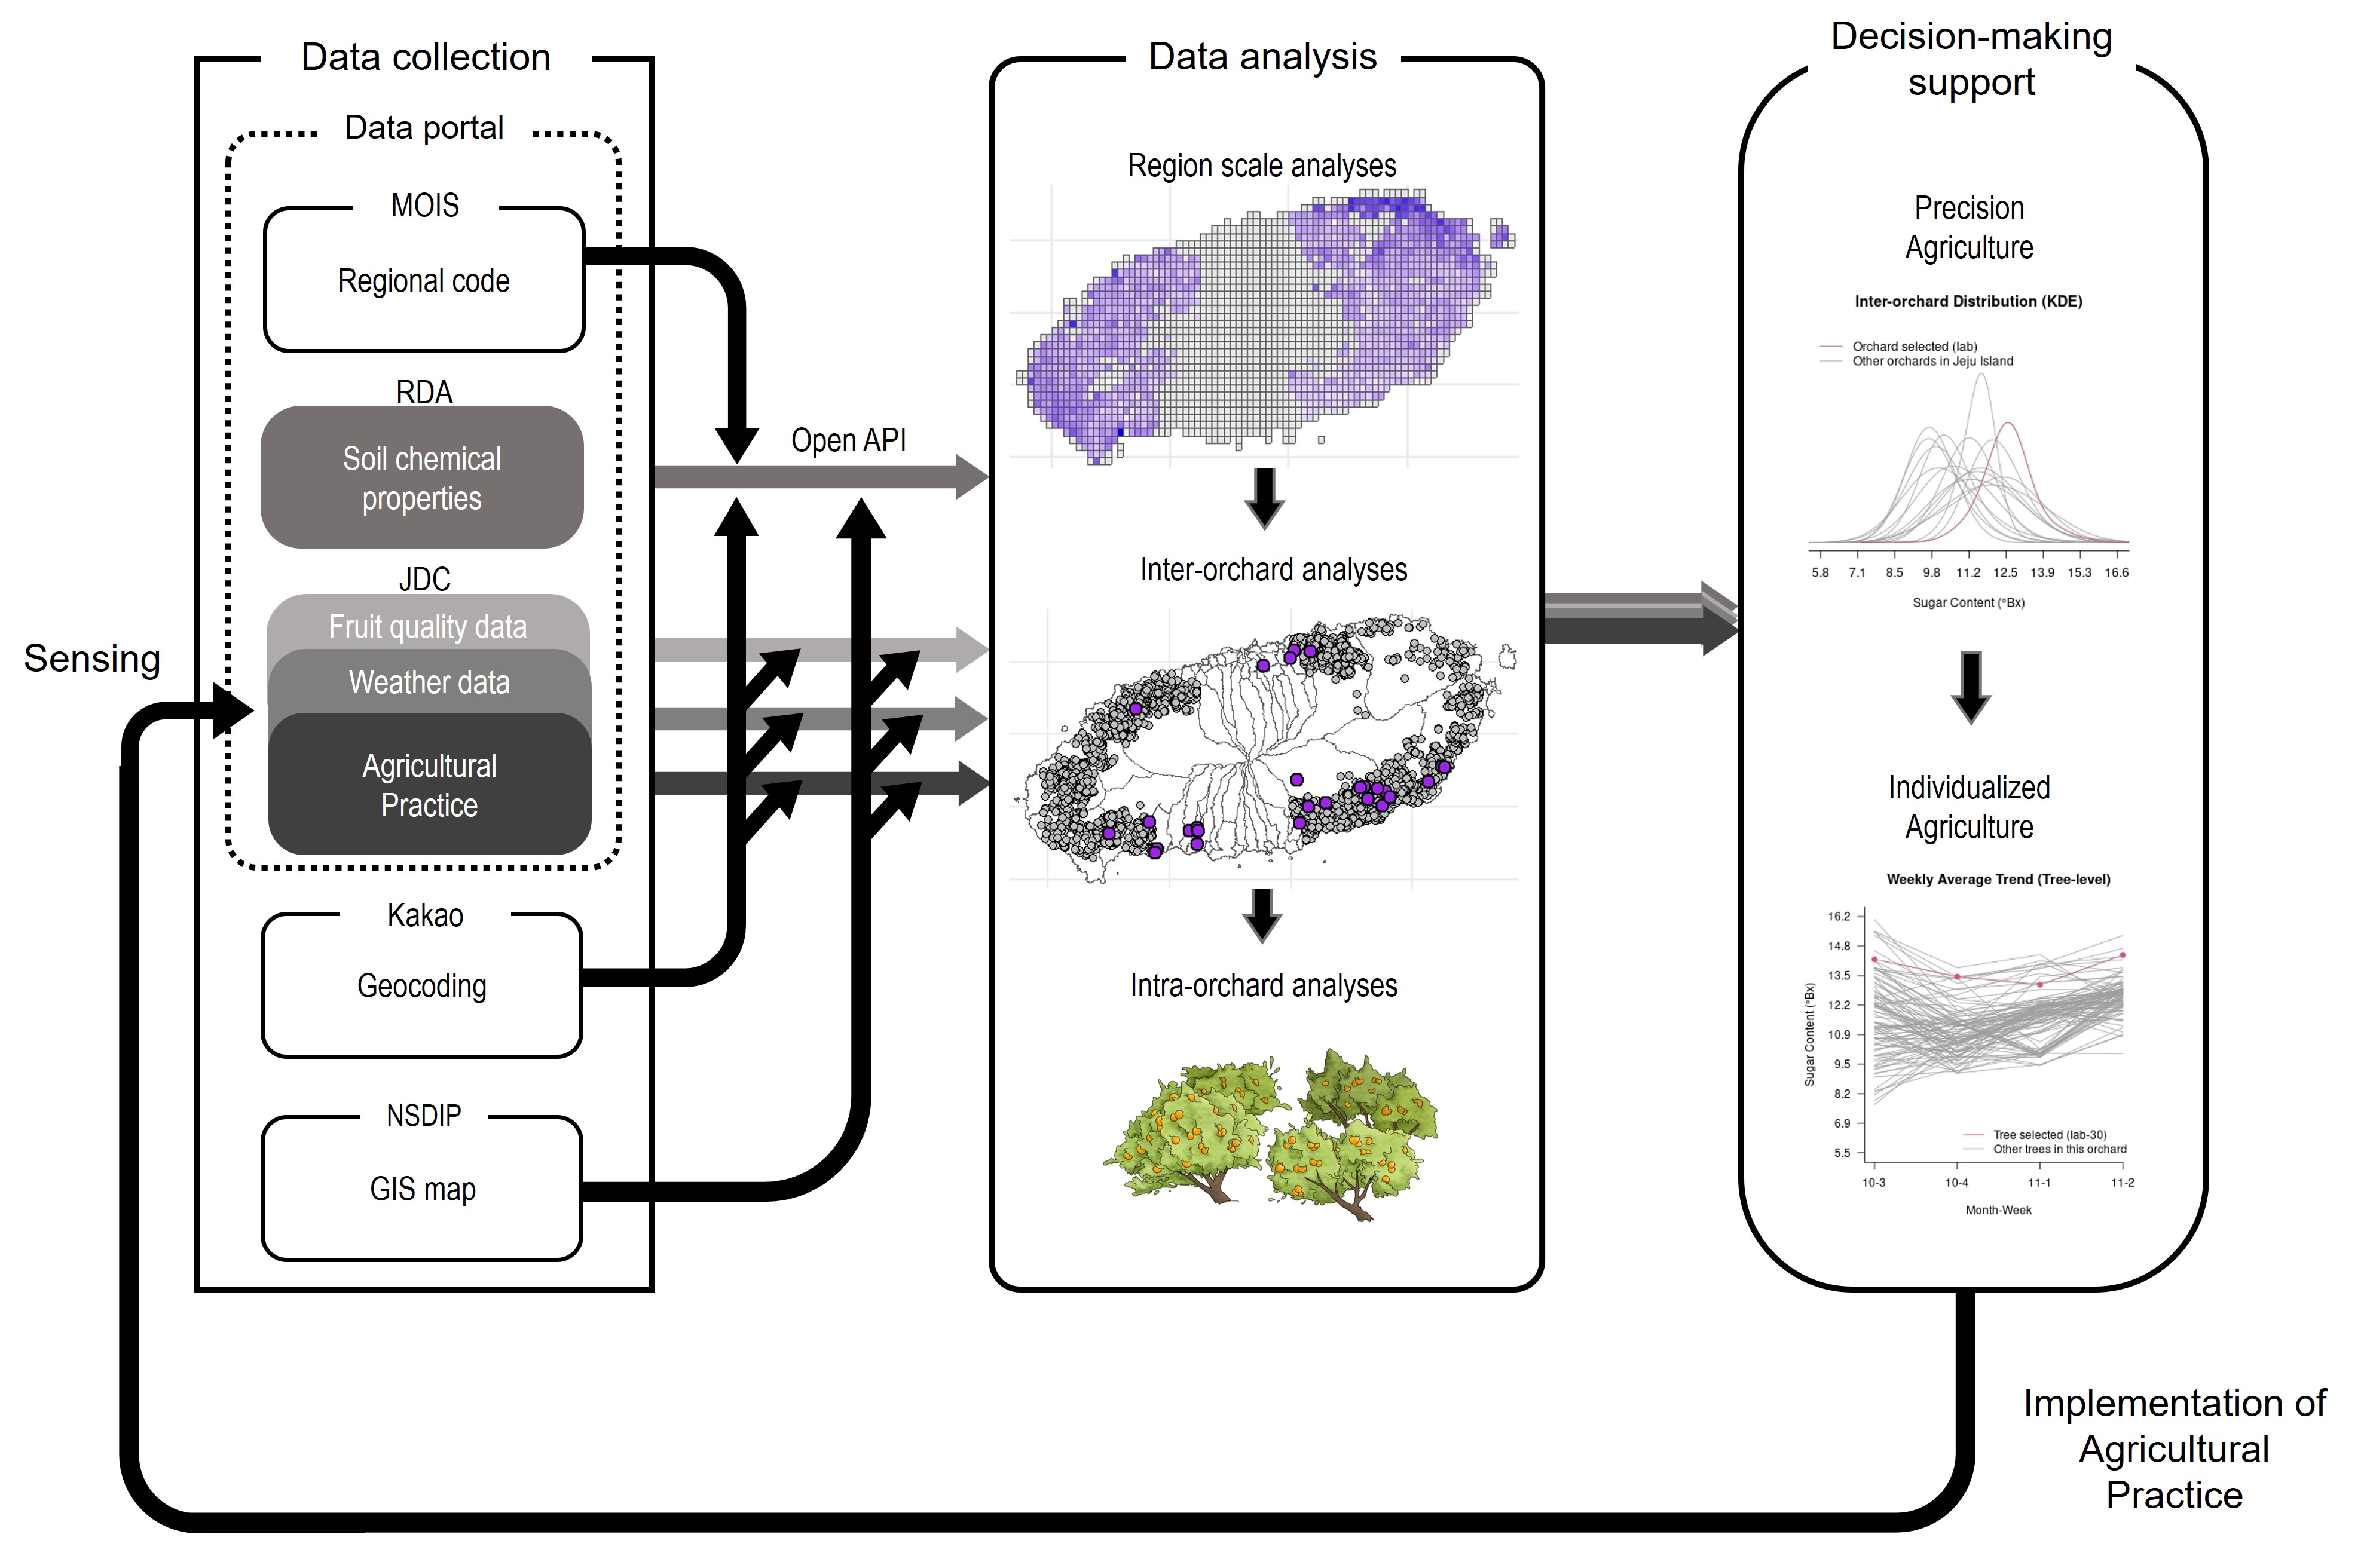 Data collection
Data portal
MOIS
Regional code
RDA
Soil chemical
properties
JDC
Fruit quality data
Weather data
Agricultural
Practice
Kakao
Geocoding
NSDIP
GIS map
Sensing
Open API
Data analysis
Region scale analyses
Inter-orchard analyses
Intra-orchard analyses
Decision-making
support
Precision
Agriculture
Inter-orchard Distribution (KDE)
Orchard selected (lab)
Other orchards in Jeju Island
5.8 7.1 8.5 9.8 11.2 12.5 13.9 15.3 16.6
Sugar Content (°Bx)
Individualized
Agriculture
Weekly Average Trend (Tree-level)
16.2
14.8
13.5
12.2
10.9
9.5
8.2
6.9
5.5
Sugar Content (°Bx)
Tree selected (lab-30)
Other trees in this orchard
10-3 10-4 11-1 11-2
Month-Week
Implementation of
Agricultural
Practice